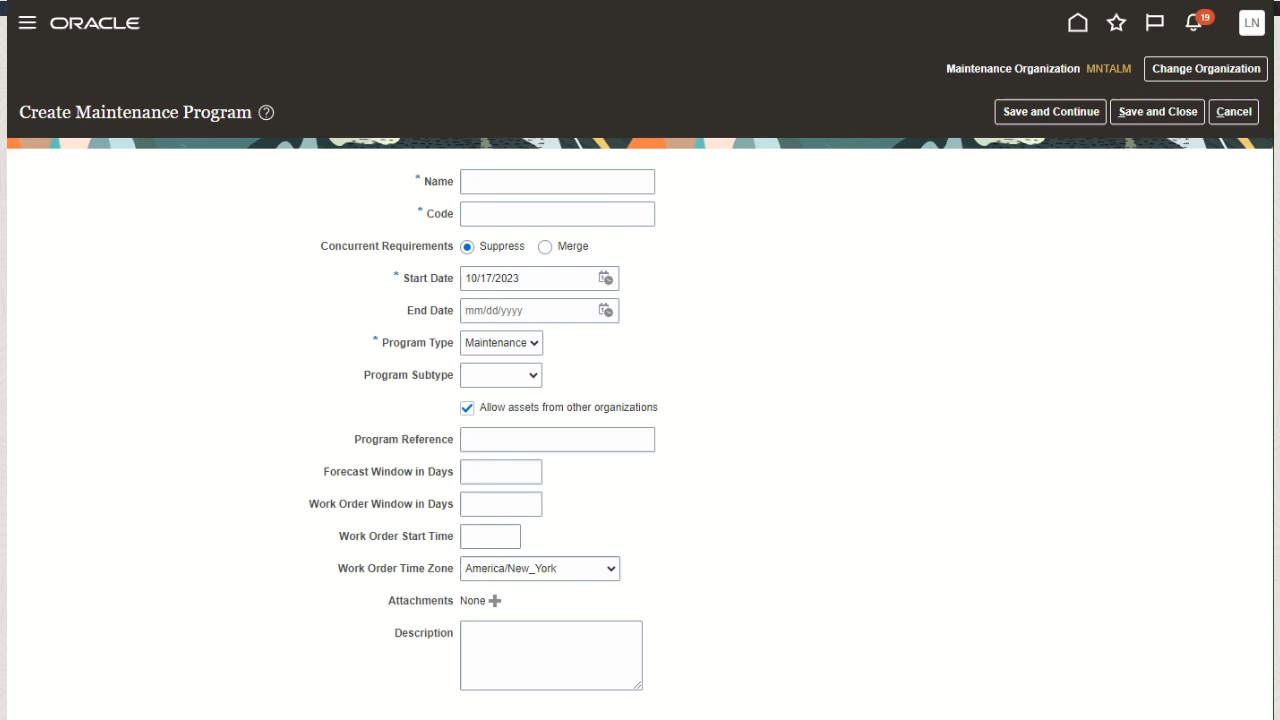 ORACLE
19
LN
Maintenance Organization MNTALM Change Organization
Create Maintenance Program ? Save and Continue Save and Close Cancel
* Name
* Code
Concurrent Requirements Suppress Merge
* Start Date 10/17/2023
End Date mm/dd/yyyy
* Program Type Maintenance
Program Subtype
Allow assets from other organizations
Program Reference
Forecast Window in Days
Work Order Window in Days
Work Order Start Time
Work Order Time Zone America/New_York
Attachments None
Description